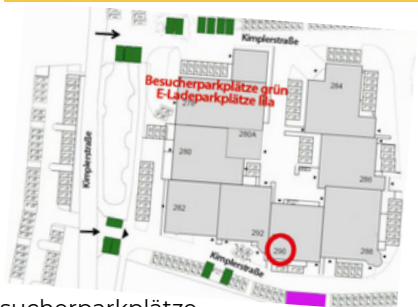 Kimplerstraße
Besucherparkplätze grün
E-Ladeparkplätze lila
284
280A
280
Kimplerstraße
286
282
292
290
288
Kimplerstraße
sucherparkplätze